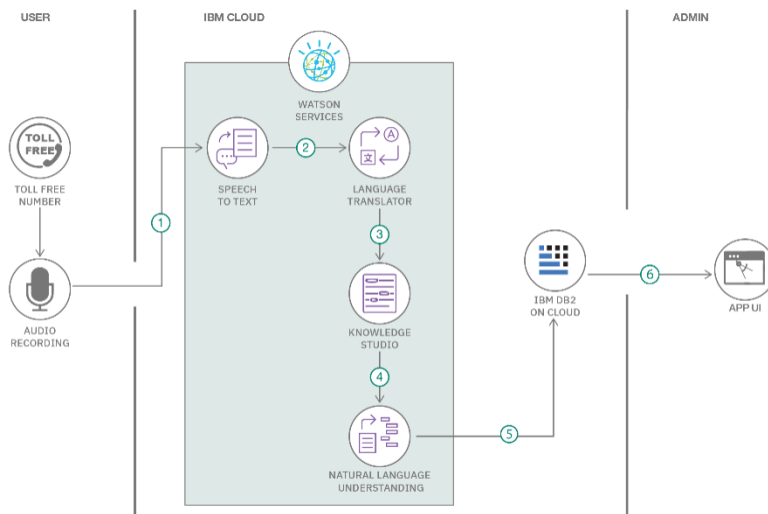 USER
IBM CLOUD
ADMIN
WATSON
SERVICES
TOLL
FREE
TOLL FREE
NUMBER
1
SPEECH
TO TEXT
2
A
文
LANGUAGE
TRANSLATOR
3
AUDIO
RECORDING
KNOWLEDGE
STUDIO
4
NATURAL LANGUAGE
UNDERSTANDING
5
IBM DB2
ON CLOUD
6
APP UI